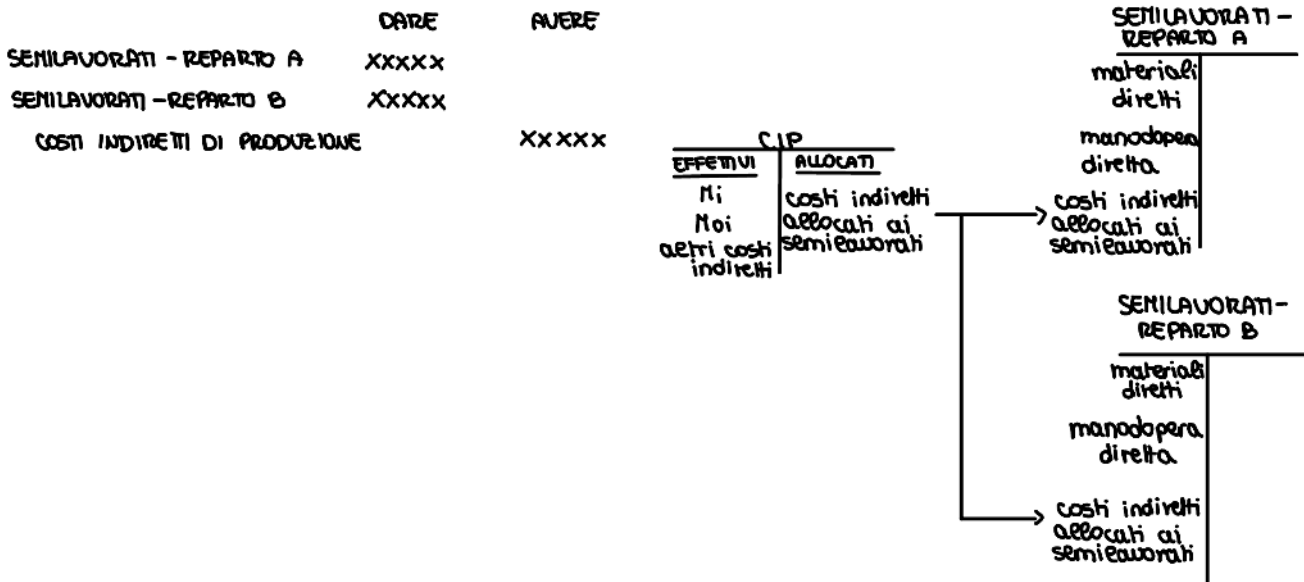 DARE AVERE
SEMILAVORATI - REPARTO A XXXXX
SEMILAVORATI - REPARTO B XXXXX
COSTI INDIRETTI DI PRODUZIONE XXXXX
CIP
EFFETTIVI ALLOCATI
Mi
Moi
altri costi
indiretti
costi indiretti
allocati ai
semilavorati
SEMILAVORATI -
REPARTO A
materiali
diretti
manodopera
diretta
costi indiretti
allocati ai
semilavorati
SEMILAVORATI -
REPARTO B
materiali
diretti
manodopera
diretta
costi indiretti
allocati ai
semilavorati